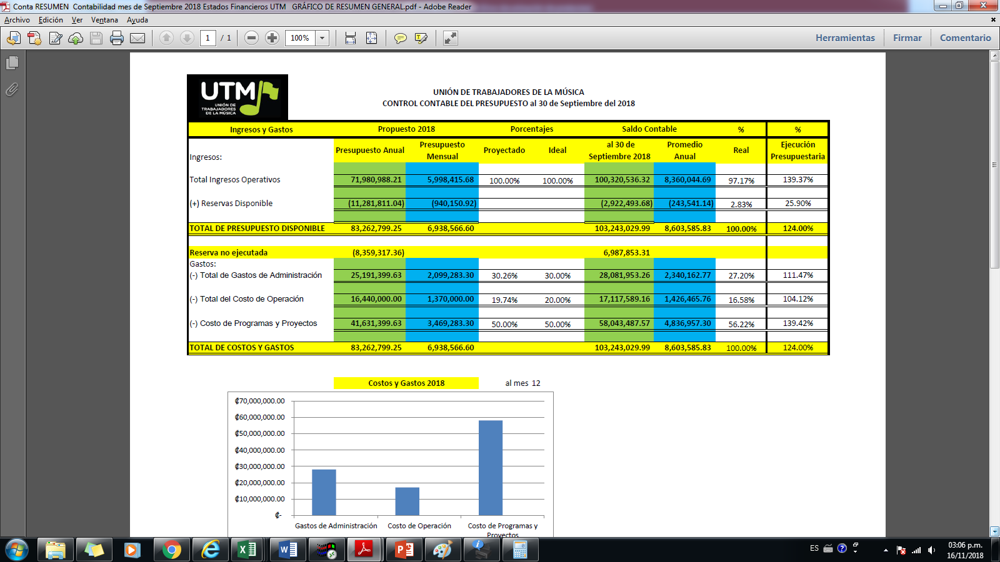 Conta RESUMEN  Contabilidad mes de Septiembre 2018 Estados Financieros UTM   GRÁFICO DE RESUMEN GENERAL.pdf - Adobe Reader
Archivo Edición Ver Ventana Ayuda
1 / 1 100% Herramientas Firmar Comentario
UTM
UNIÓN DE
TRABAJADORES
DE LA MÚSICA
UNIÓN DE TRABAJADORES DE LA MÚSICA
CONTROL CONTABLE DEL PRESUPUESTO al 30 de Septiembre del 2018
Ingresos y Gastos Propuesto 2018 Porcentajes Saldo Contable % %
Ingresos: Presupuesto Anual Presupuesto Mensual Proyectado Ideal al 30 de Septiembre 2018 Promedio Anual Real Ejecución Presupuestaria
Total Ingresos Operativos 71,980,988.21 5,998,415.68 100.00% 100.00% 100,320,536.32 8,360,044.69 97.17% 139.37%
(+) Reservas Disponible (11,281,811.04) (940,150.92) (2,922,493.68) (243,541.14) 2.83% 25.90%
TOTAL DE PRESUPUESTO DISPONIBLE 83,262,799.25 6,938,566.60 103,243,029.99 8,603,585.83 100.00% 124.00%
Reserva no ejecutada (8,359,317.36) 6,987,853.31
Gastos:
(-) Total de Gastos de Administración 25,191,399.63 2,099,283.30 30.26% 30.00% 28,081,953.26 2,340,162.77 27.20% 111.47%
(-) Total del Costo de Operación 16,440,000.00 1,370,000.00 19.74% 20.00% 17,117,589.16 1,426,465.76 16.58% 104.12%
(-) Costo de Programas y Proyectos 41,631,399.63 3,469,283.30 50.00% 50.00% 58,043,487.57 4,836,957.30 56.22% 139.42%
TOTAL DE COSTOS Y GASTOS 83,262,799.25 6,938,566.60 103,243,029.99 8,603,585.83 100.00% 124.00%
Costos y Gastos 2018 al mes 12
₡70,000,000.00
₡60,000,000.00
₡50,000,000.00
₡40,000,000.00
₡30,000,000.00
₡20,000,000.00
₡10,000,000.00
₡-
Gastos de Administración Costo de Operación Costo de Programas y
Proyectos
ES 03:06 p.m.
16/11/2018